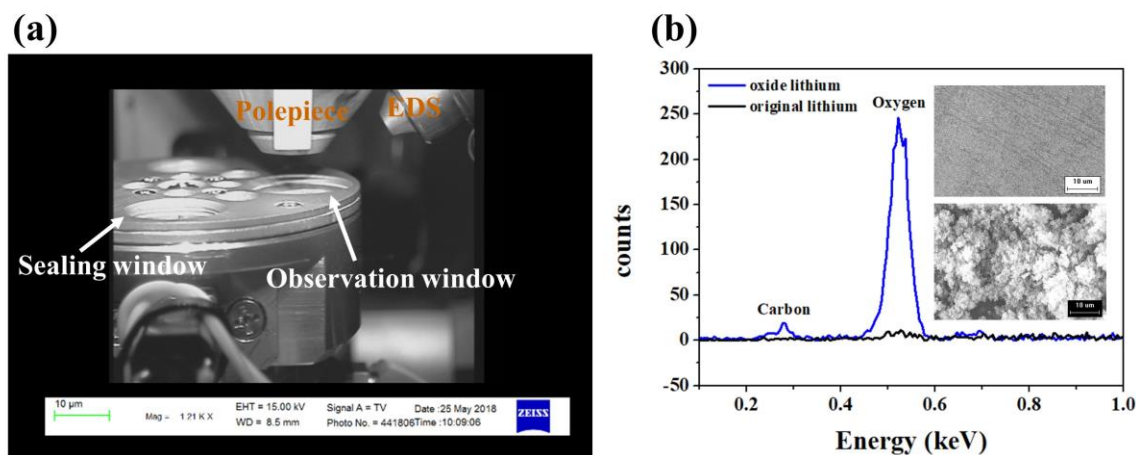 (a)
Polepiece
EDS
Sealing window
Observation window
10 µm
Mag = 1.21 K X
EHT = 15.00 kV
WD = 8.5 mm
Signal A = TV
Photo No. = 441806
Date :25 May 2018
Time :10:09:06
ZEISS
(b)
300
250
200
150
100
50
0
-50
counts
oxide lithium
original lithium
Oxygen
Carbon
10 um
10 um
0.2
0.4
0.6
0.8
1.0
Energy (keV)